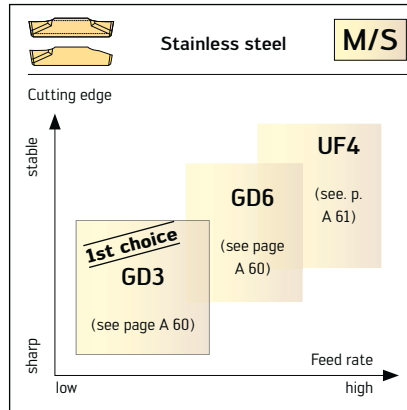 Stainless steel
M/S
Cutting edge
stable
UF4
(see. p.
A 61)
GD6
(see page
A 60)
1st choice
GD3
(see page A 60)
sharp
Feed rate
low
high